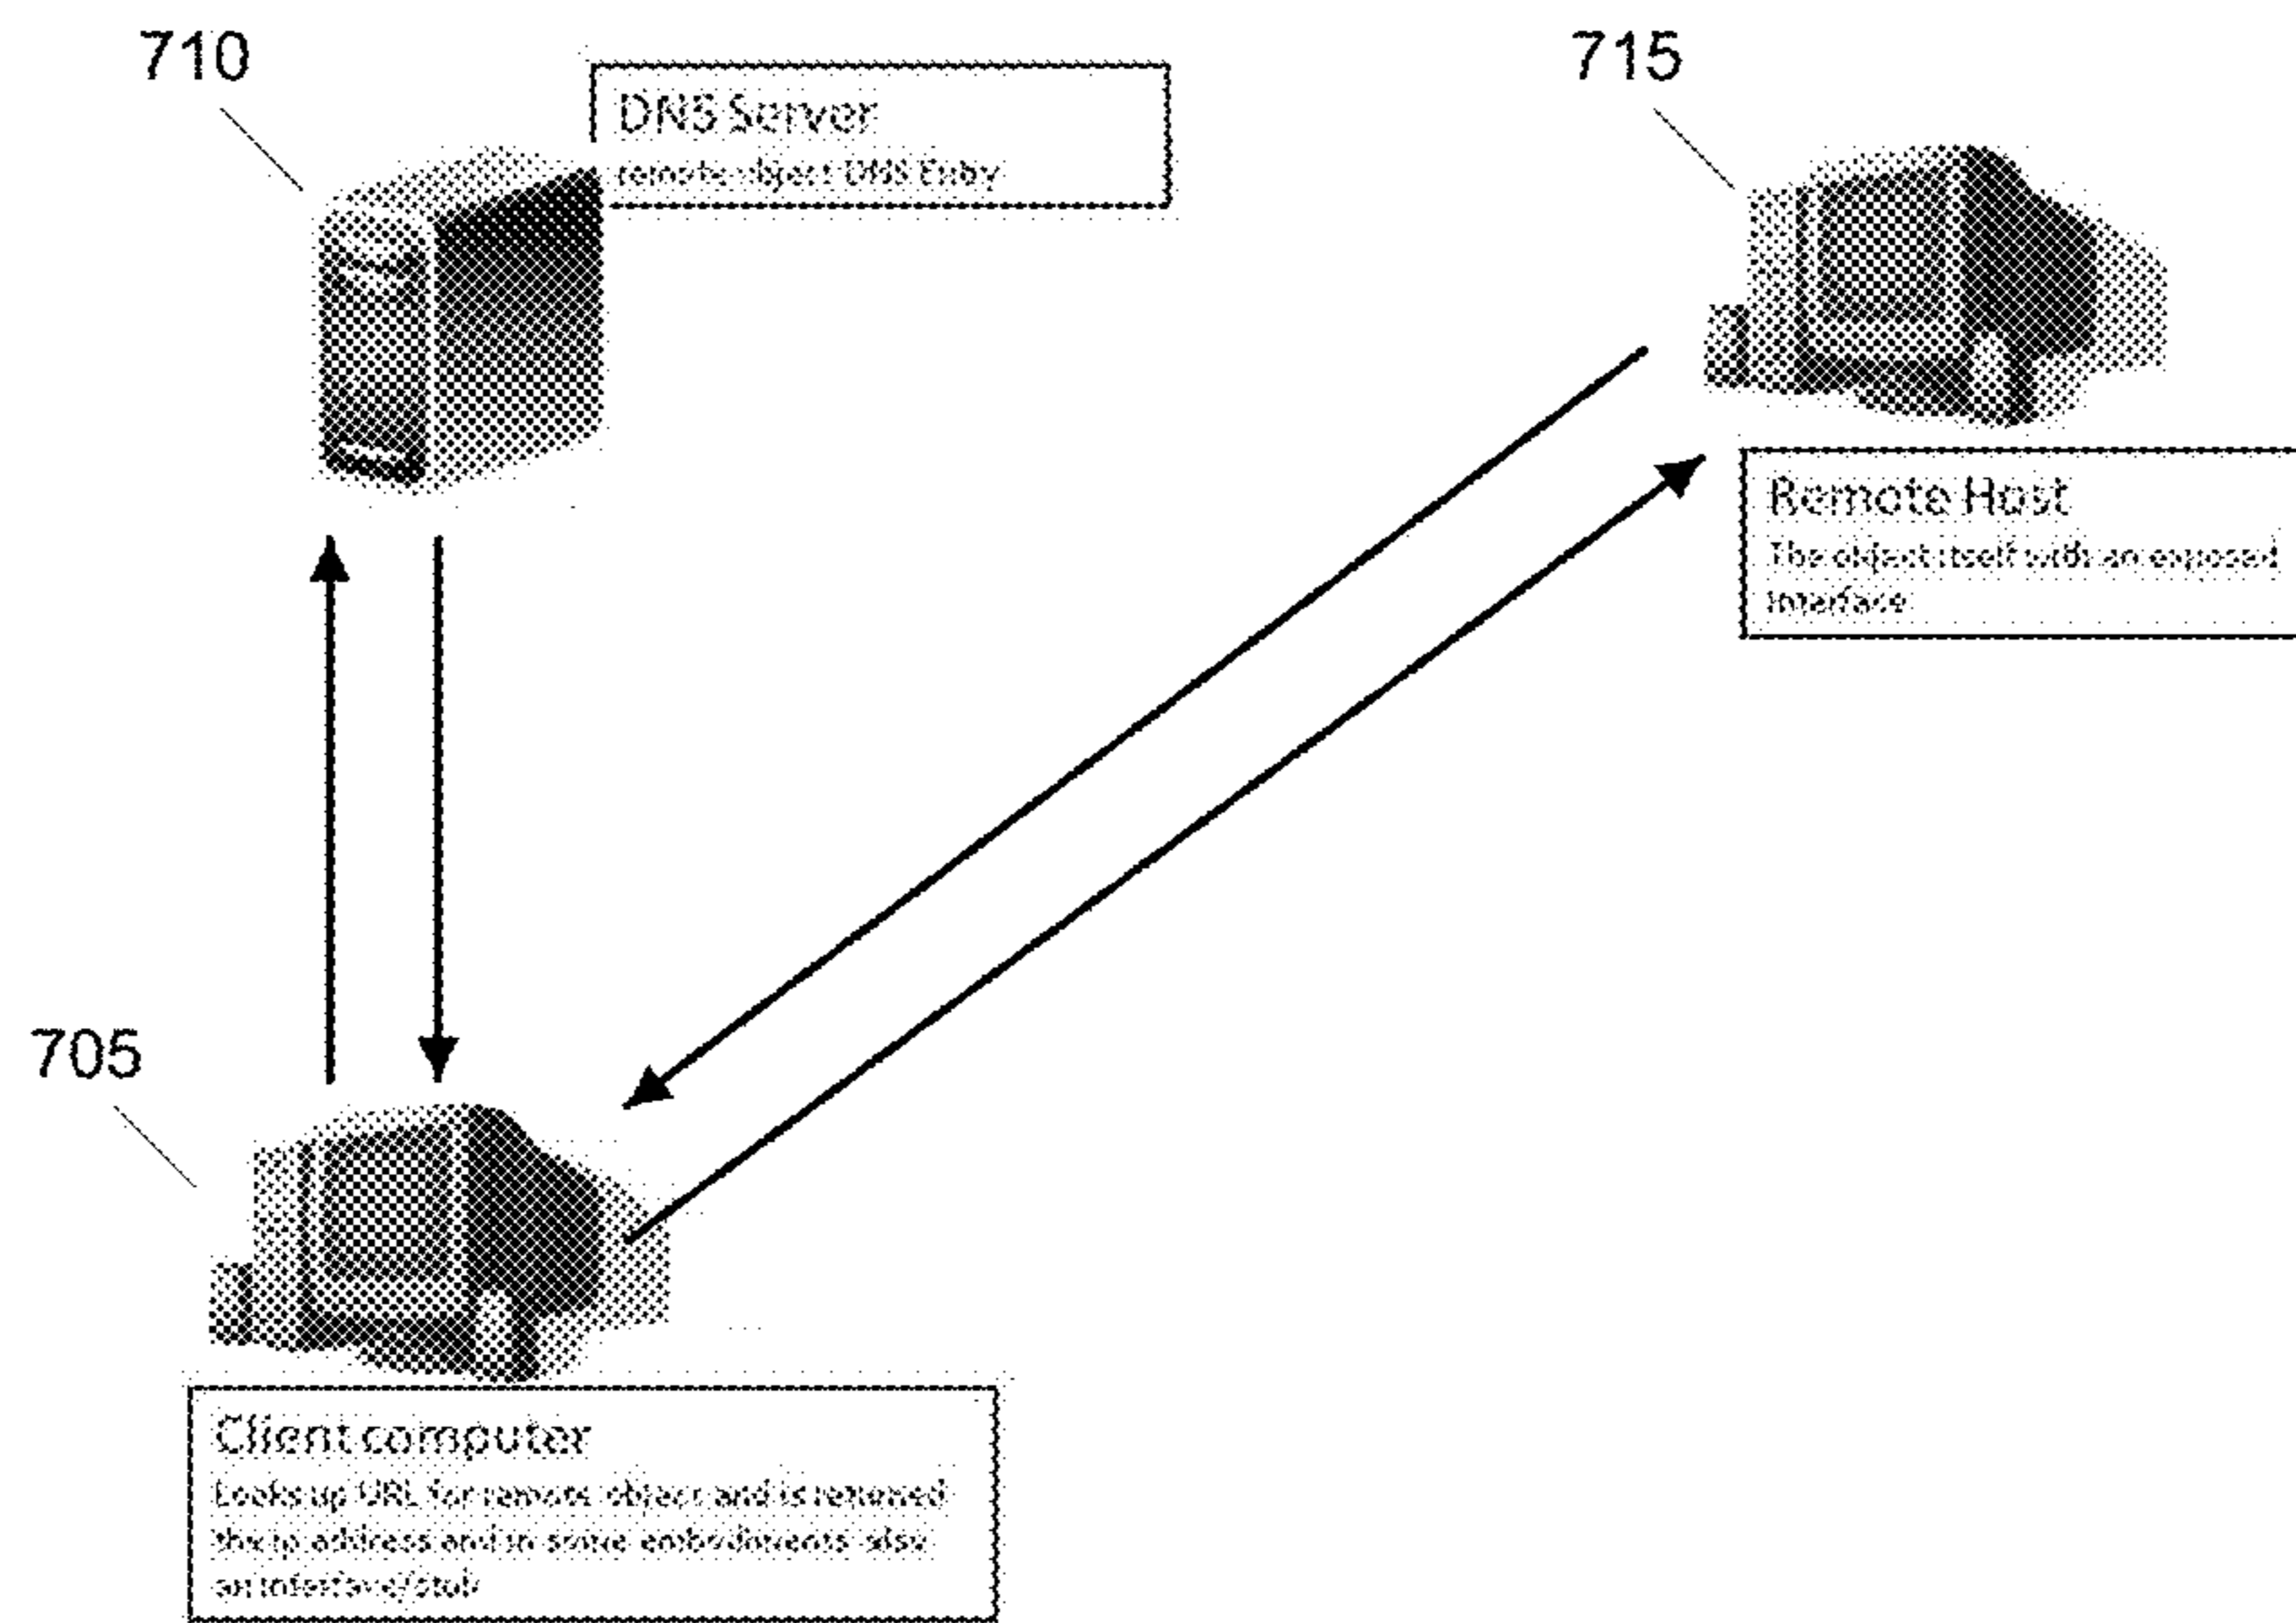 710
715
DNS Server
remote object DNS Entry
Remote Host
The object itself with an exposed
interface
705
Client computer
Looks up URL for remote object and is returned
the ip address and in some embodiments also
an interface/stub